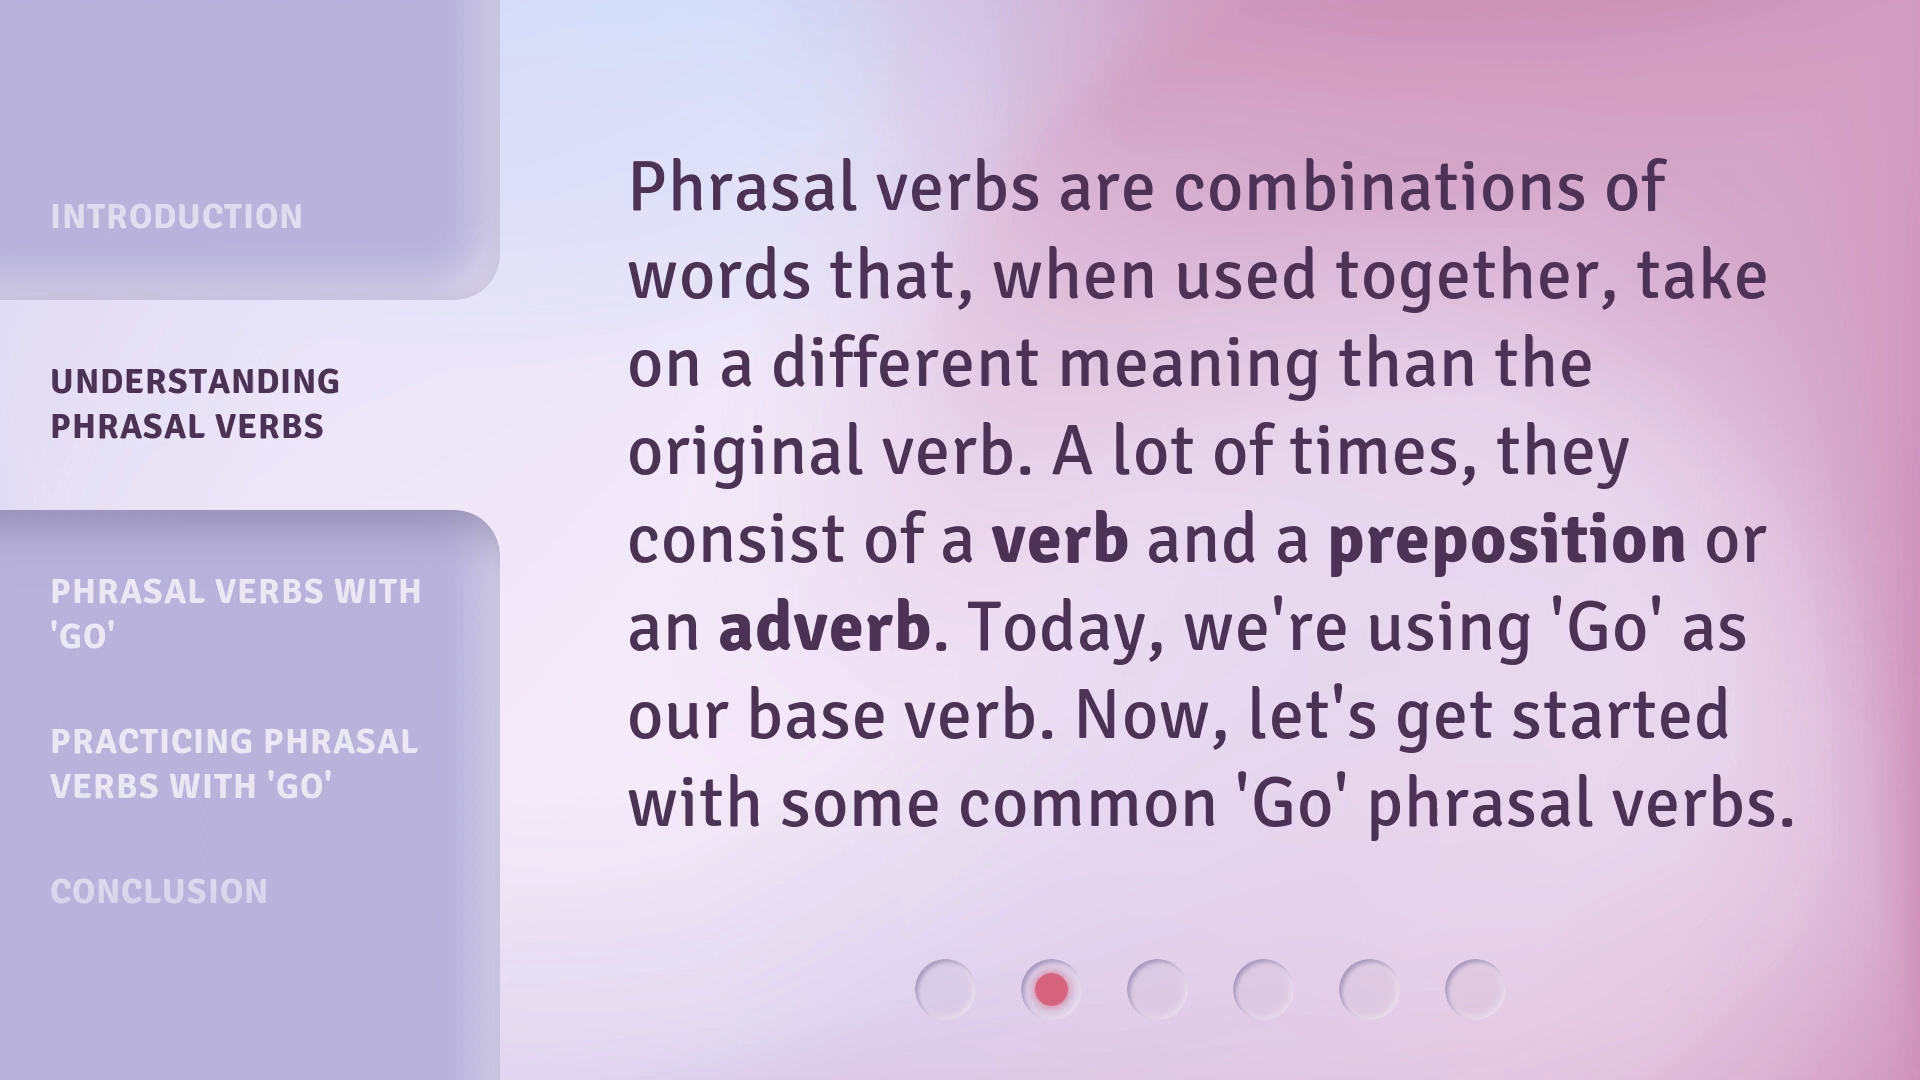 INTRODUCTION
UNDERSTANDING
PHRASAL VERBS
PHRASAL VERBS WITH
'GO'
PRACTICING PHRASAL
VERBS WITH 'GO'
CONCLUSION
Phrasal verbs are combinations of
words that, when used together, take
on a different meaning than the
original verb. A lot of times, they
consist of a verb and a preposition or
an adverb. Today, we're using 'Go' as
our base verb. Now, let's get started
with some common 'Go' phrasal verbs.